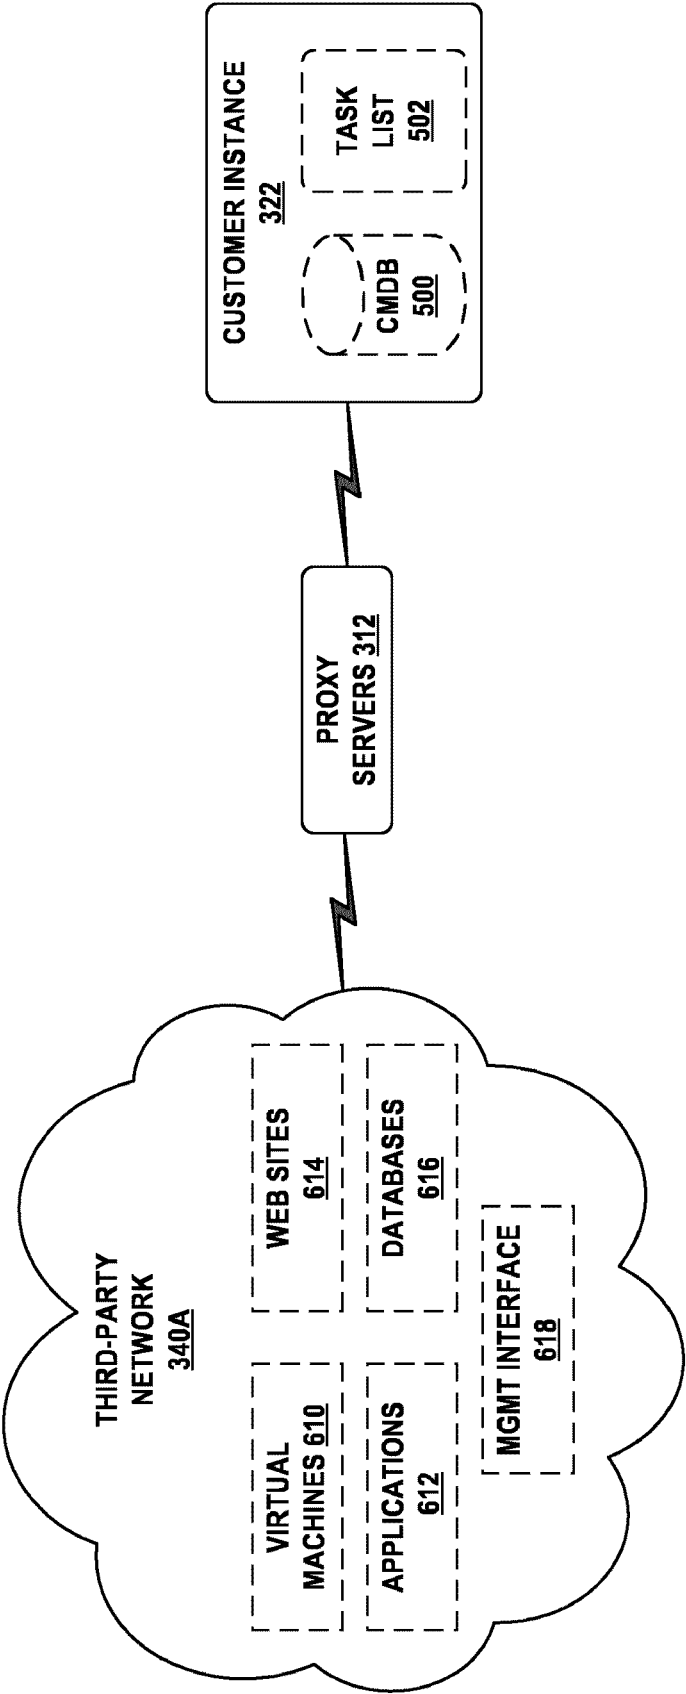 THIRD-PARTY
NETWORK
340A
VIRTUAL
MACHINES 610
WEB SITES
614
APPLICATIONS
612
DATABASES
616
MGMT INTERFACE
618
PROXY
SERVERS 312
CUSTOMER INSTANCE
322
CMDB
500
TASK
LIST
502